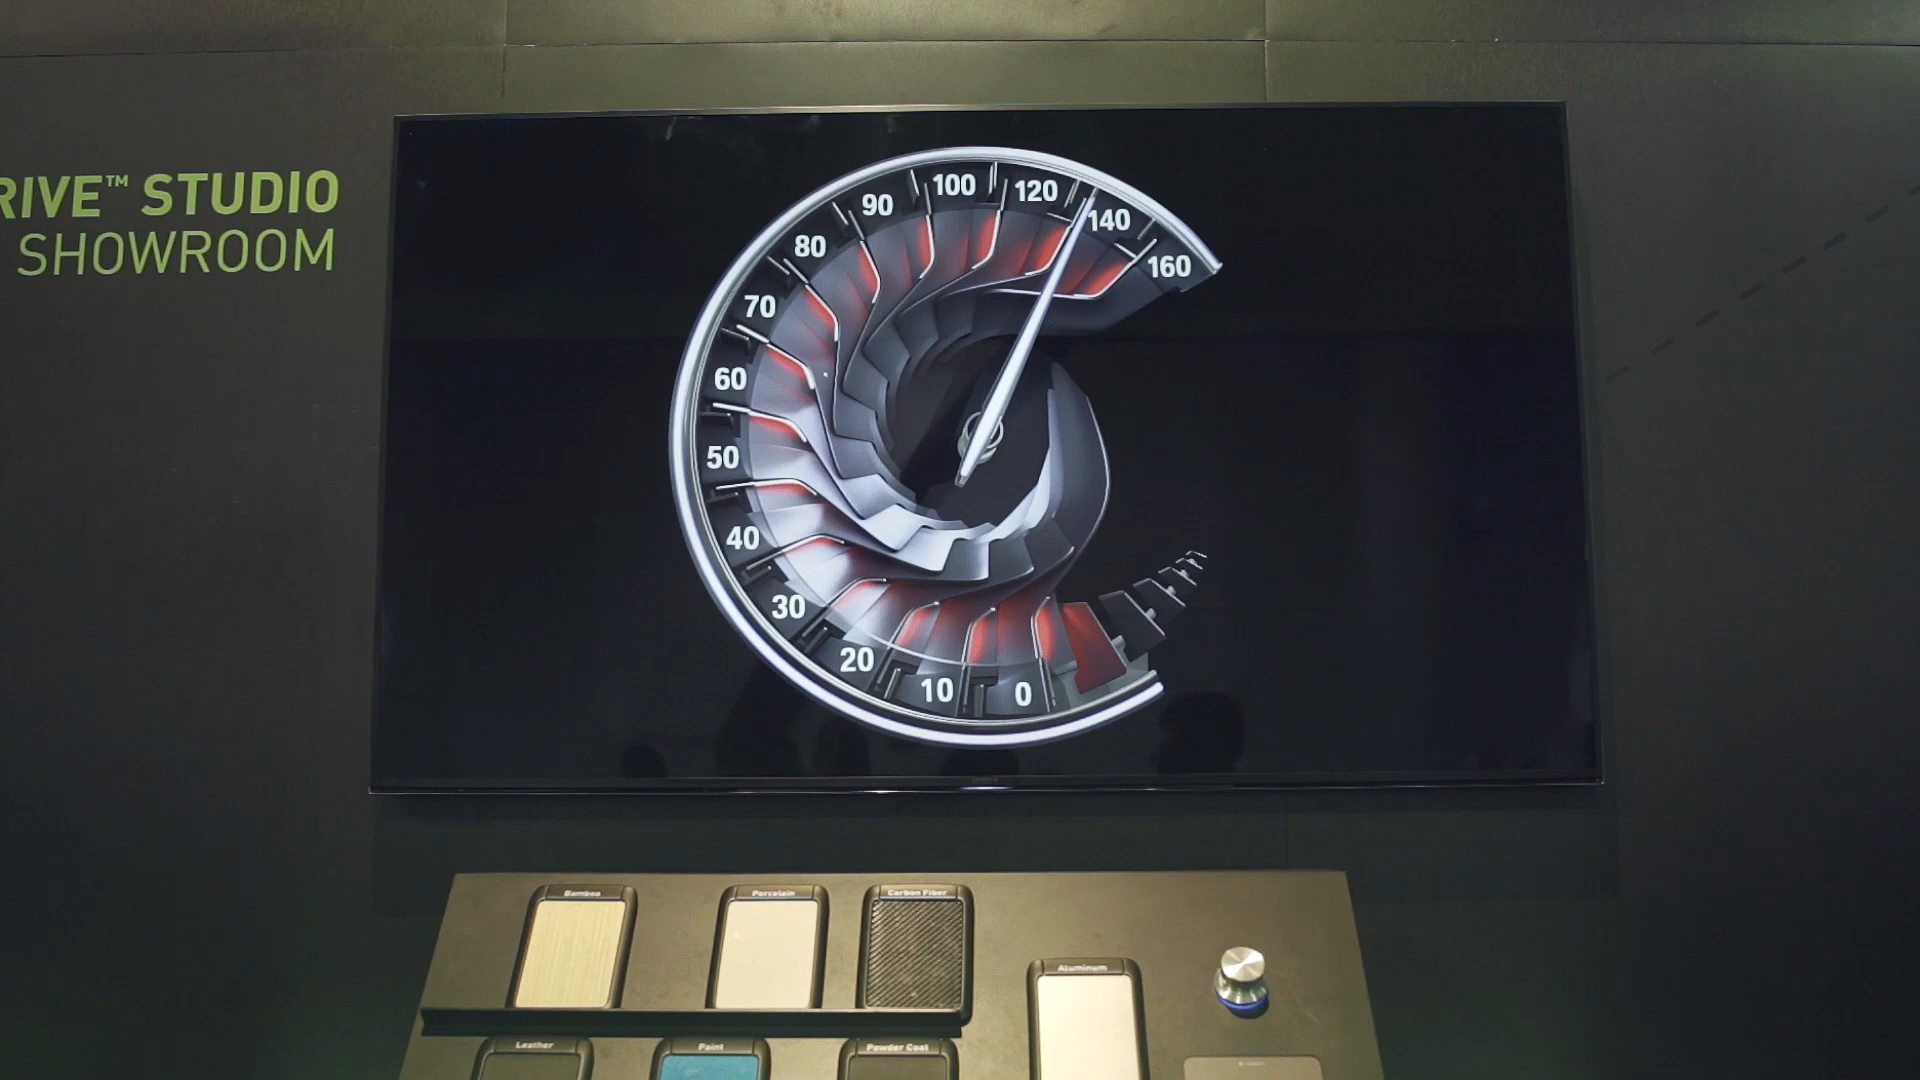 RIVE™ STUDIO
SHOWROOM
100
120
90
140
80
160
70
60
50
40
30
20
10
0
Bamboo
Porcelain
Carbon Fiber
Aluminum
Leather
Paint
Powder Coat